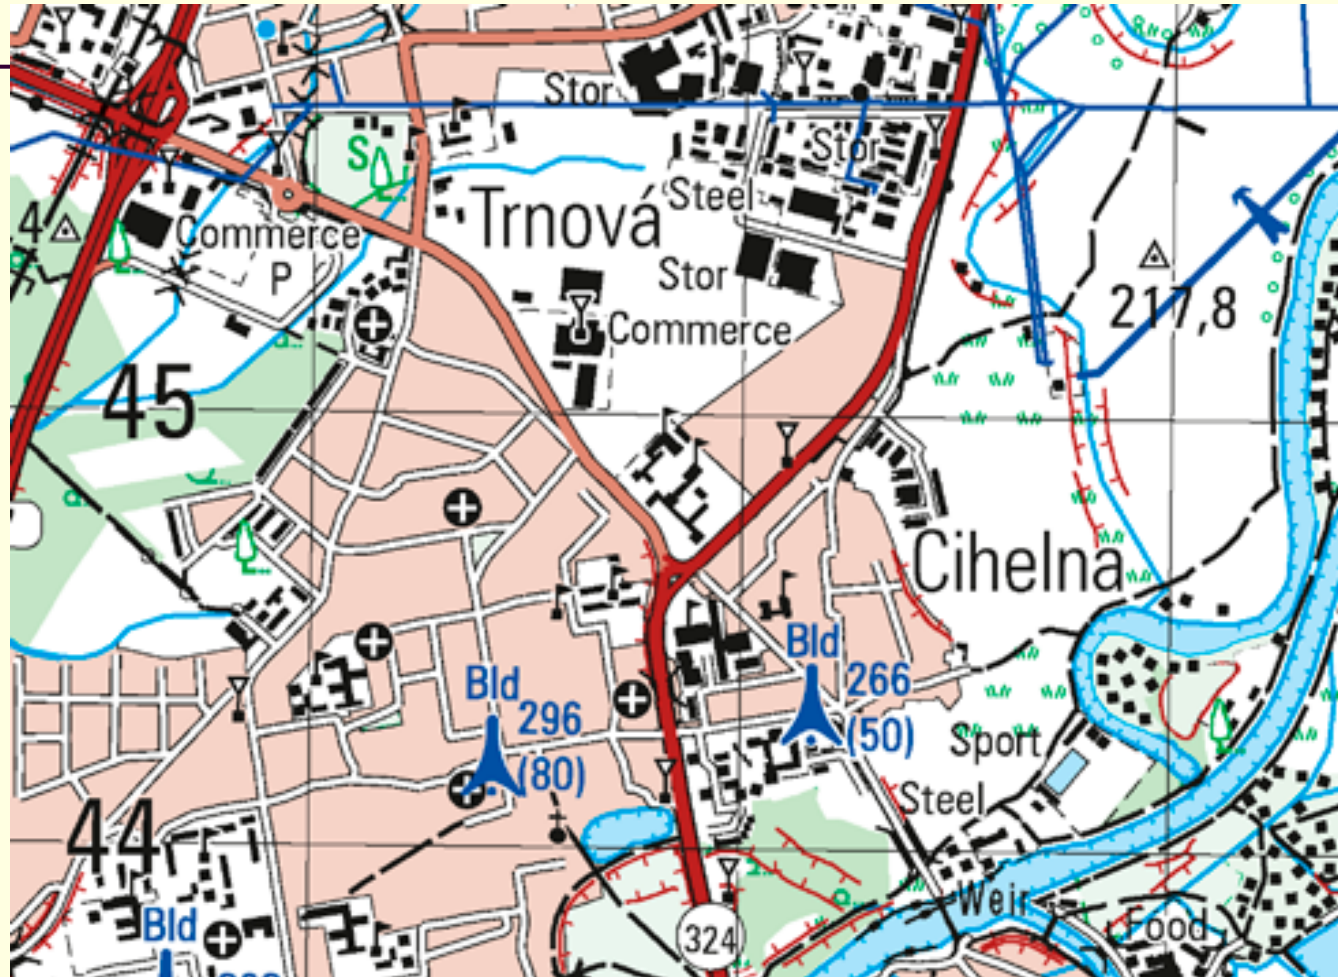 Stor
Stor
S
Steel
Trnová
4
Commerce
P
Stor
217,8
Commerce
45
Cihelna
Bld
266
(50)
Bld
296
(80)
Sport
Steel
44
Weir
Bld
Food
324